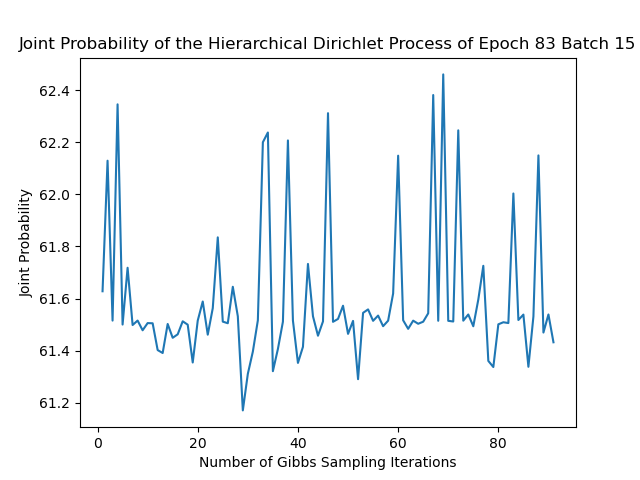 Joint Probability of the Hierarchical Dirichlet Process of Epoch 83 Batch 15
62.4
62.2
62.0
61.8
61.6
61.4
61.2
Joint Probability
0 20 40 60 80
Number of Gibbs Sampling Iterations